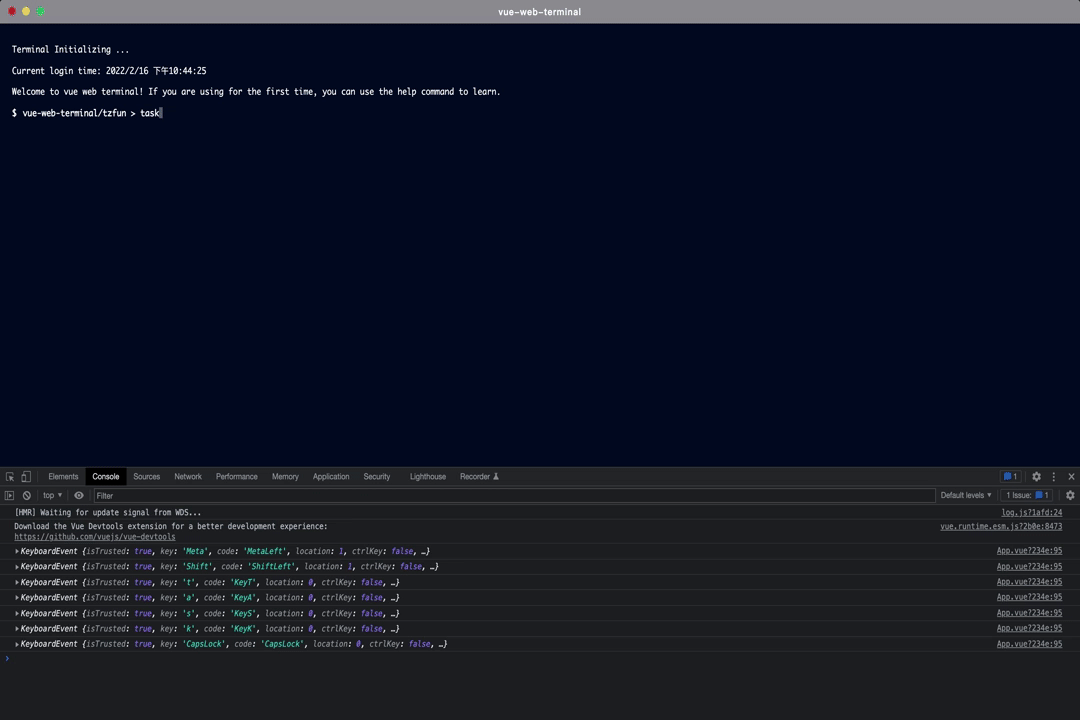 vue-web-terminal
Terminal Initializing ...
Current login time: 2022/2/16 下午10:44:25
Welcome to vue web terminal! If you are using for the first time, you can use the help command to learn.
$ vue-web-terminal/tzfun > task
Elements Console Sources Network Performance Memory Application Security Lighthouse Recorder 1
top ▼ Filter Default levels ▼ 1 Issue: 1
[HMR] Waiting for update signal from WDS... log.js?1afd:24
Download the Vue Devtools extension for a better development experience: vue.runtime.esm.js?2b0e:8473
https://github.com/vuejs/vue-devtools
▸KeyboardEvent {isTrusted: true, key: 'Meta', code: 'MetaLeft', location: 1, ctrlKey: false, …} App.vue?234e:95
▸KeyboardEvent {isTrusted: true, key: 'Shift', code: 'ShiftLeft', location: 1, ctrlKey: false, …} App.vue?234e:95
▸KeyboardEvent {isTrusted: true, key: 't', code: 'KeyT', location: 0, ctrlKey: false, …} App.vue?234e:95
▸KeyboardEvent {isTrusted: true, key: 'a', code: 'KeyA', location: 0, ctrlKey: false, …} App.vue?234e:95
▸KeyboardEvent {isTrusted: true, key: 's', code: 'KeyS', location: 0, ctrlKey: false, …} App.vue?234e:95
▸KeyboardEvent {isTrusted: true, key: 'k', code: 'KeyK', location: 0, ctrlKey: false, …} App.vue?234e:95
▸KeyboardEvent {isTrusted: true, key: 'CapsLock', code: 'CapsLock', location: 0, ctrlKey: false, …} App.vue?234e:95
›